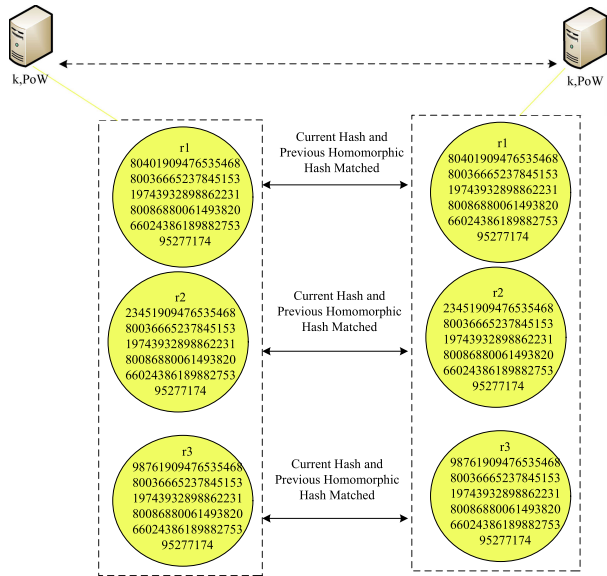 k,PoW
k,PoW
r1
80401909476535468
80036665237845153
19743932898862231
80086880061493820
66024386189882753
95277174
Current Hash and
Previous Homomorphic
Hash Matched
r1
80401909476535468
80036665237845153
19743932898862231
80086880061493820
66024386189882753
95277174
r2
23451909476535468
80036665237845153
19743932898862231
80086880061493820
66024386189882753
95277174
Current Hash and
Previous Homomorphic
Hash Matched
r2
23451909476535468
80036665237845153
19743932898862231
80086880061493820
66024386189882753
95277174
r3
98761909476535468
80036665237845153
19743932898862231
80086880061493820
66024386189882753
95277174
Current Hash and
Previous Homomorphic
Hash Matched
r3
98761909476535468
80036665237845153
19743932898862231
80086880061493820
66024386189882753
95277174